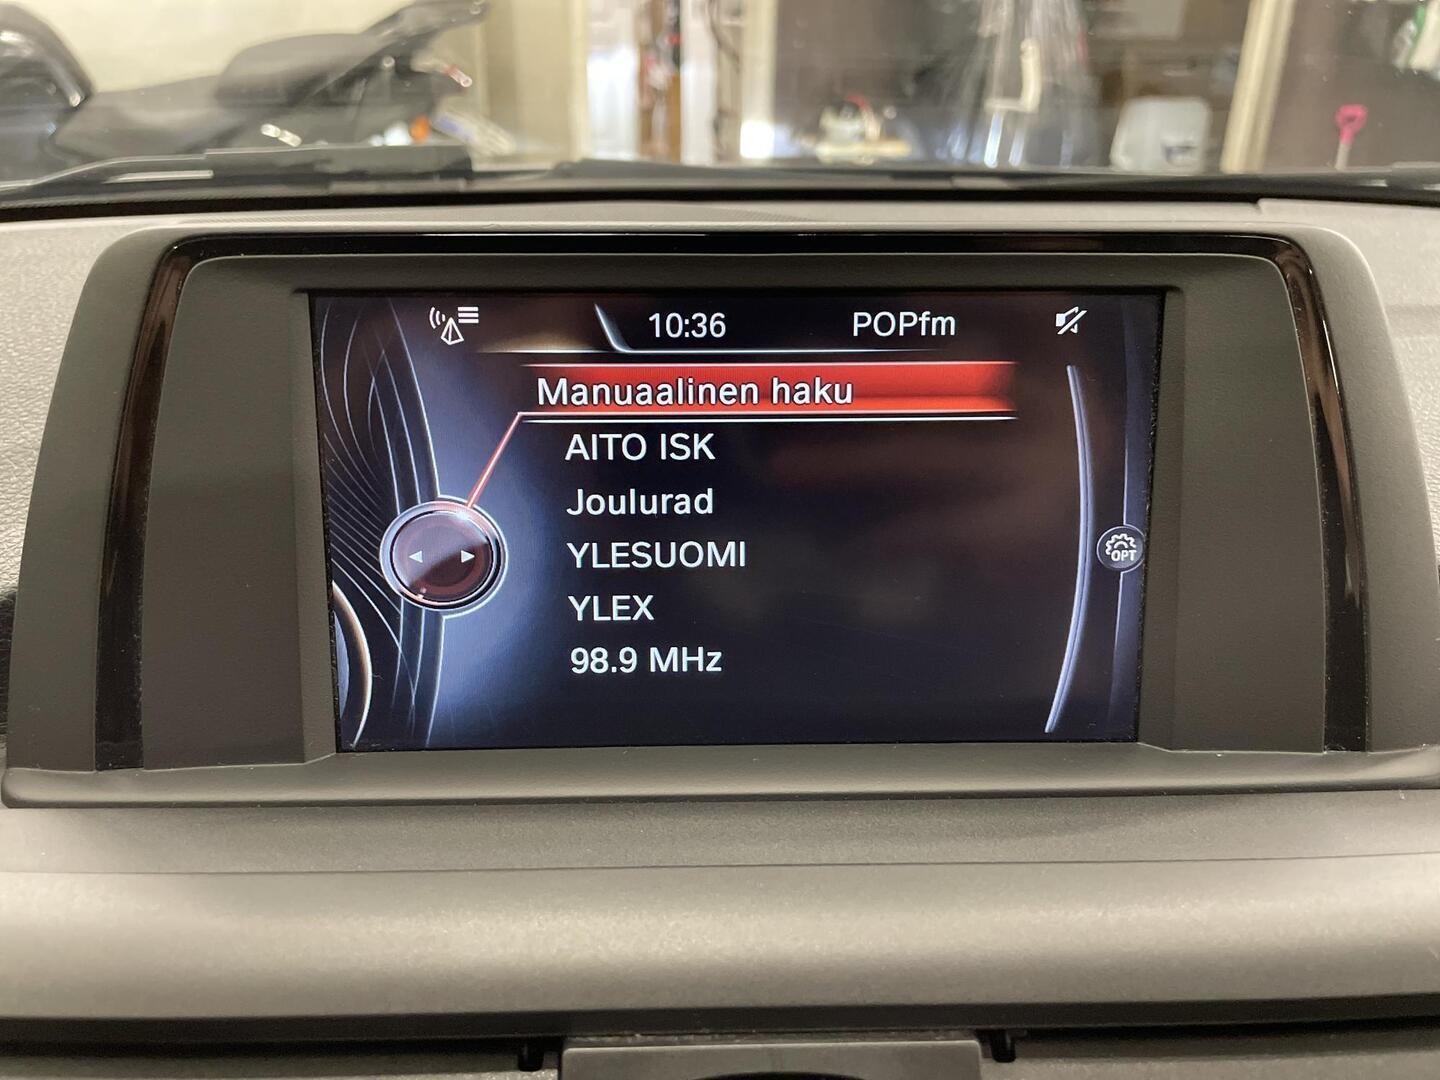 10:36 POPfm
Manuaalinen haku
AITO ISK
Joulurad
YLESUOMI
YLEX
98.9 MHz
OPT